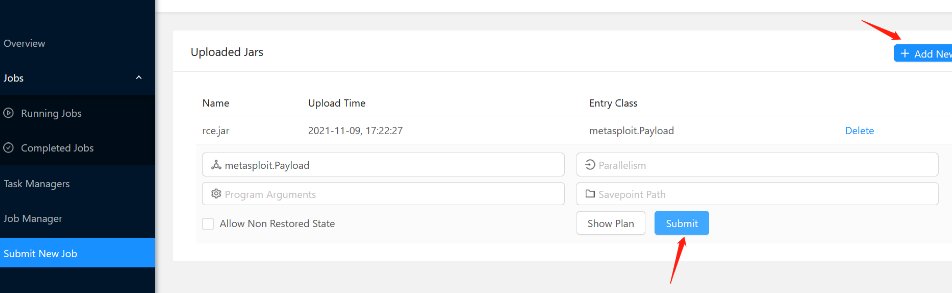 Overview
Jobs
Running Jobs
Completed Jobs
Task Managers
Job Manager
Submit New Job
Uploaded Jars
+ Add New
Name Upload Time Entry Class
rce.jar 2021-11-09, 17:22:27 metasploit.Payload Delete
metasploit.Payload Parallelism
Program Arguments Savepoint Path
Allow Non Restored State Show Plan Submit